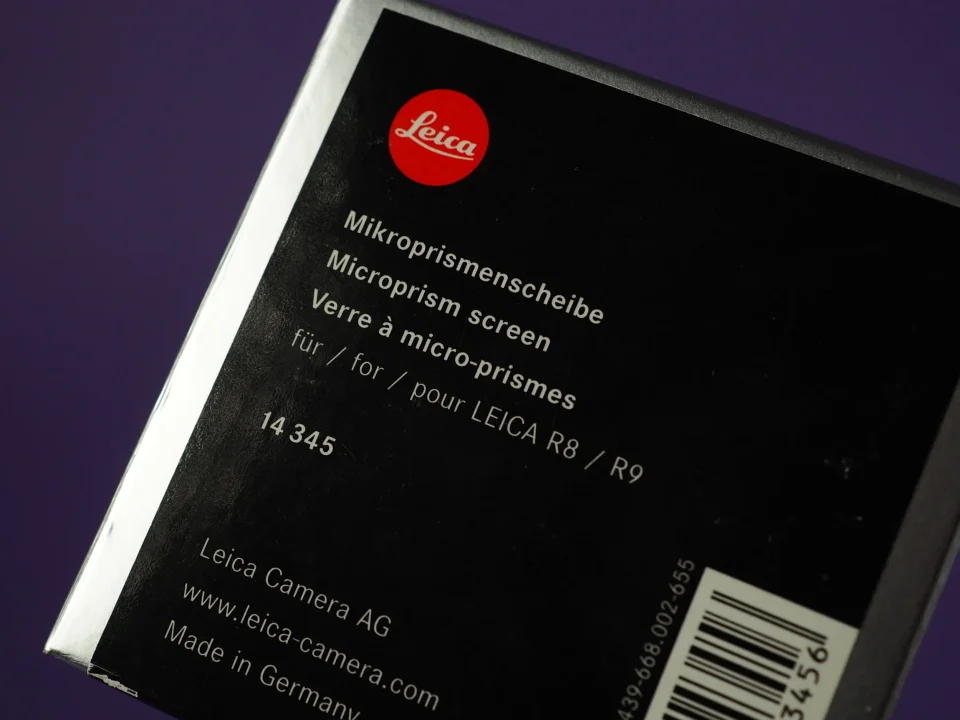 Leica
Mikroprismenscheibe
Microprism screen
Verre à micro-prismes
für / for / pour LEICA R8 / R9
14 345
Leica Camera AG
www.leica-camera.com
Made in Germany
439-668.002-655
3456